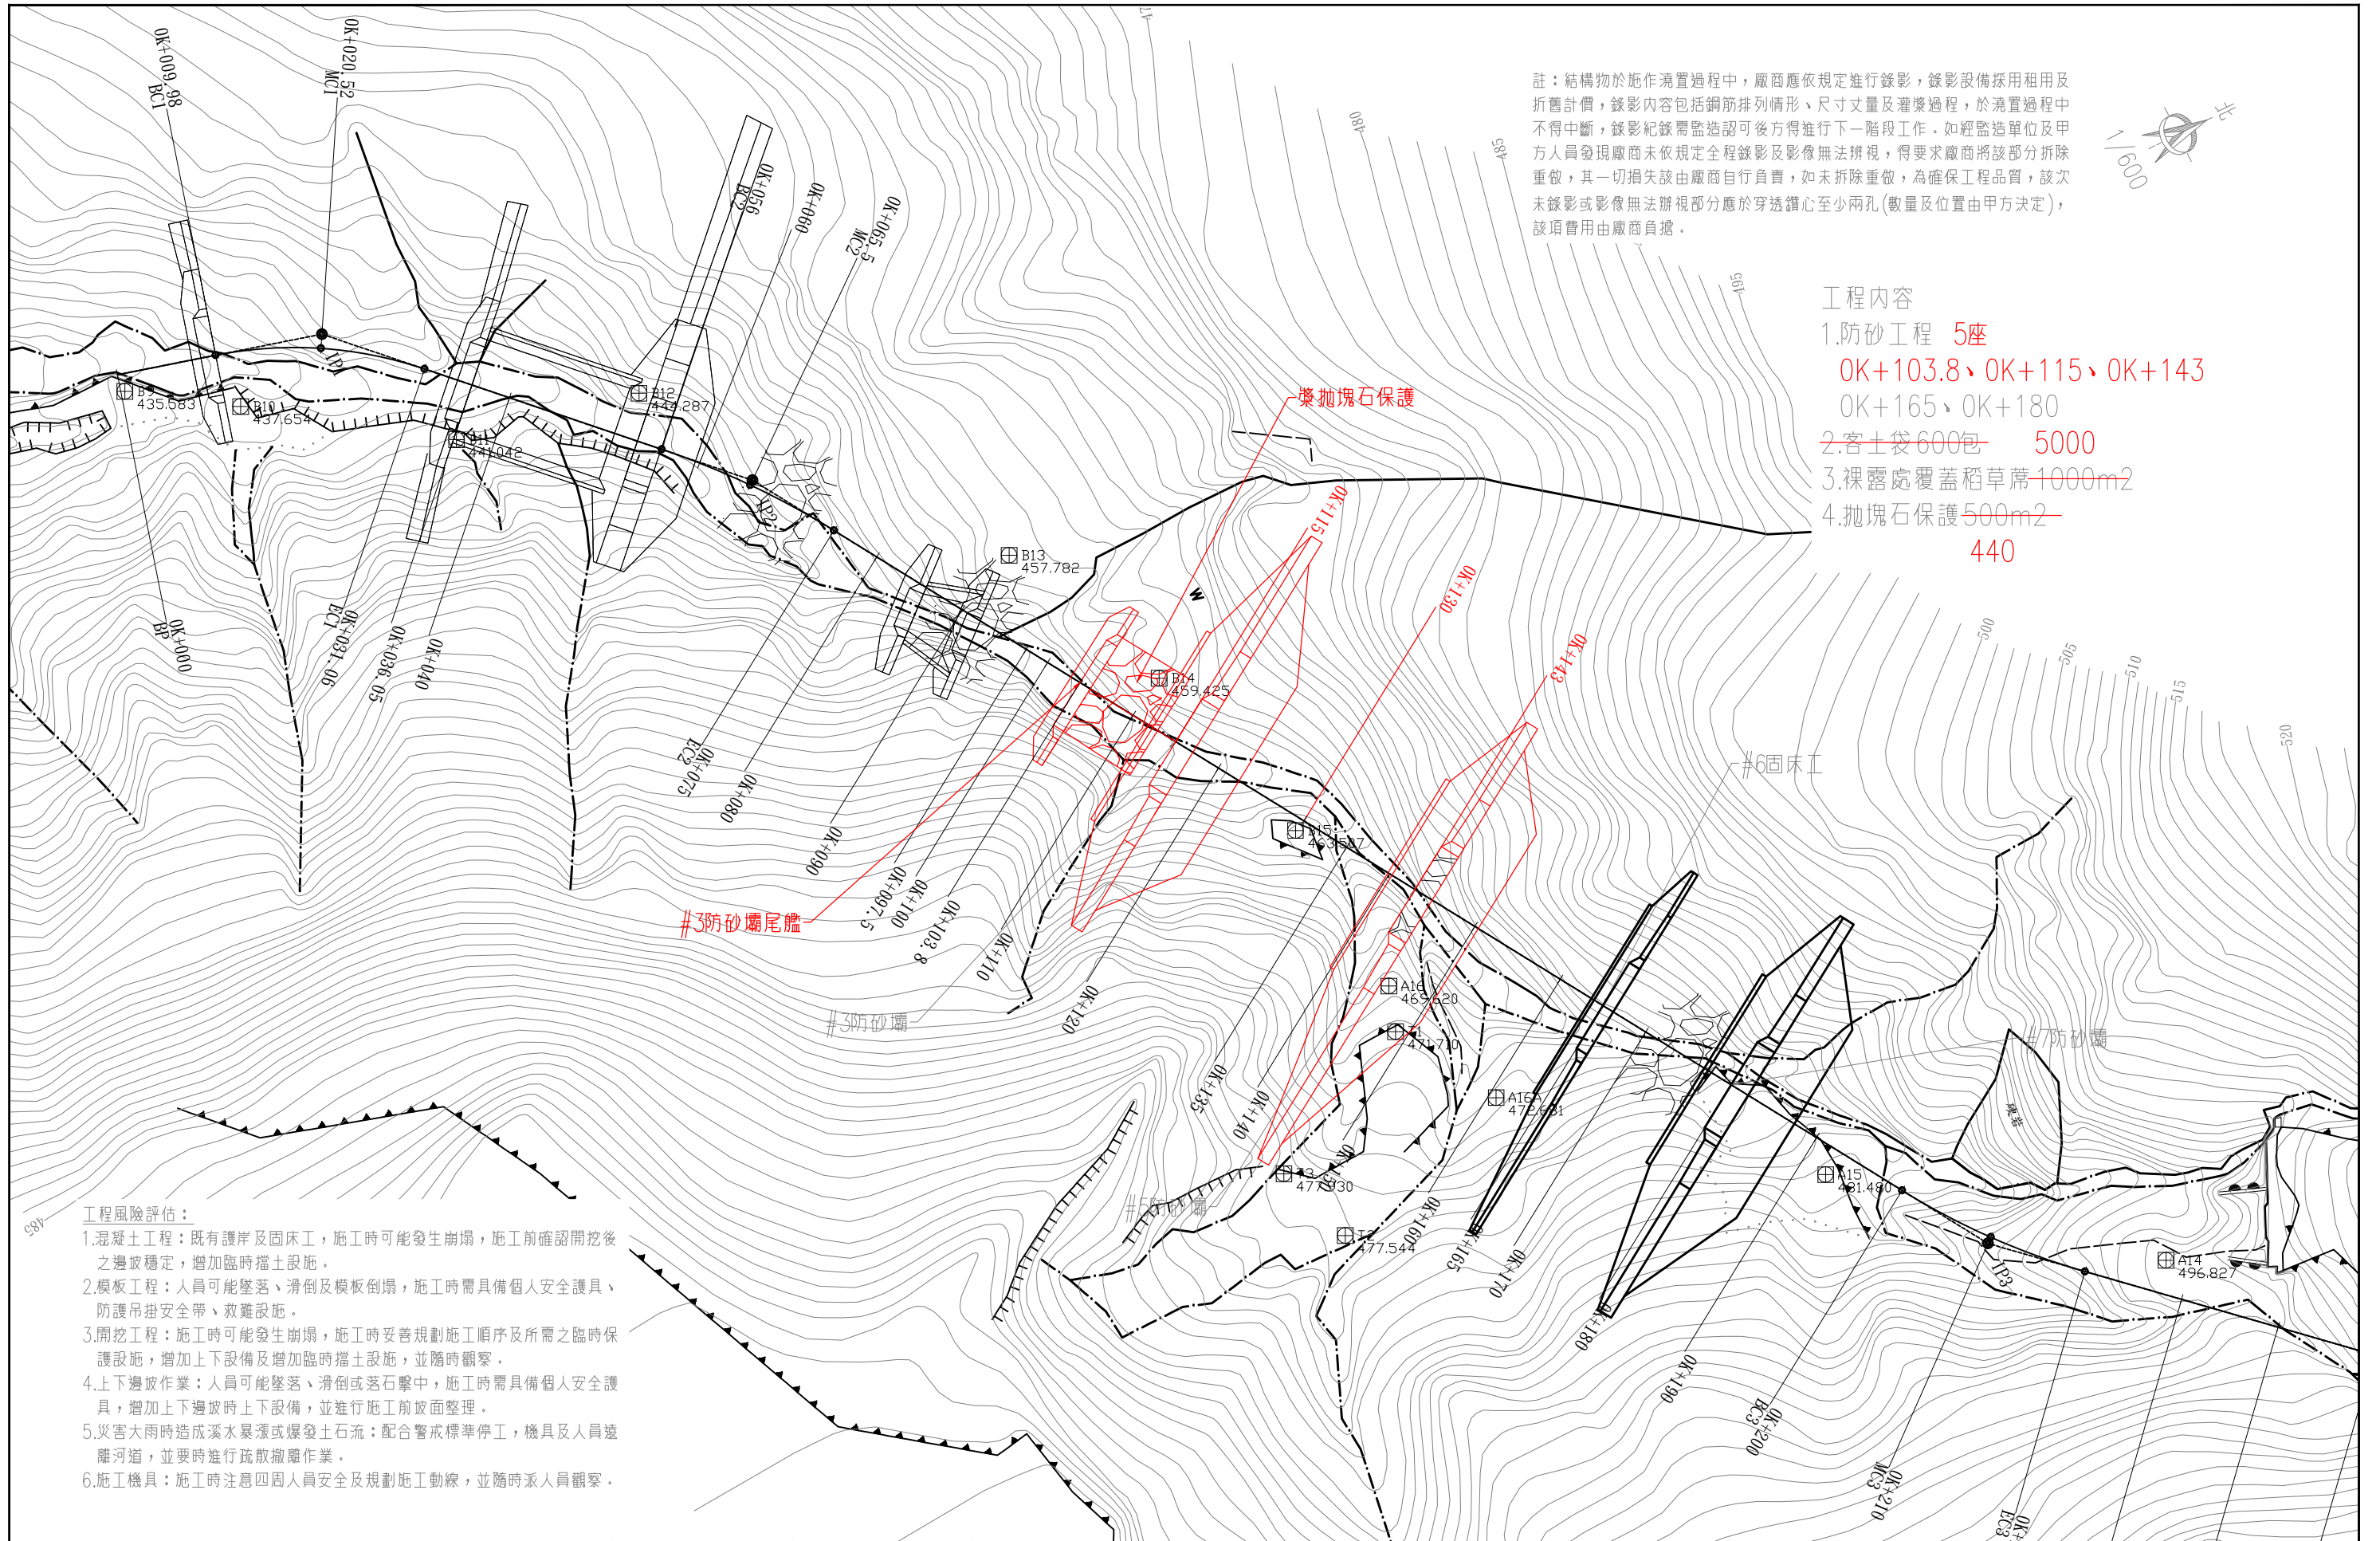 註：結構物於施作澆置過程中，廠商應依規定進行錄影，錄影設備採用租用及
折舊計價，錄影內容包括鋼筋排列情形、尺寸丈量及灌漿過程，於澆置過程中
不得中斷，錄影紀錄需監造認可後方得進行下一階段工作．如經監造單位及甲
方人員發現廠商未依規定全程錄影及影像無法辨視，得要求廠商將該部分拆除
重做，其一切損失該由廠商自行負責，如未拆除重做，為確保工程品質，該次
未錄影或影像無法辦視部分應於穿透鑽心至少兩孔(數量及位置由甲方決定)，
該項費用由廠商負擔．
北
1/600
工程內容
1.防砂工程 5座
0K+103.8、0K+115、0K+143
0K+165、0K+180
2.客土袋600包 5000
3.裸露處覆蓋稻草蓆1000m2
4.拋塊石保護500m2
440
0K+009.98
BC1
0K+020.52
MC1
0K+056
BC2
0K+060
0K+065.5
MC2
480
485
495
500
505
510
515
520
485
IP2
IP3
B9
435.583
B10
437.654
B11
441.042
B12
444.287
B13
457.782
B14
459.425
B15
A16
469.620
T1
471.710
A16A
472.681
T3
477.930
T2
477.544
A15
481.480
A14
496.827
漿拋塊石保護
W
0K+115
0K+130
0K+143
0K+000
BP
0K+031.06
EC1
0K+036.05
0K+040
0K+075
EC2
0K+080
0K+090
0K+097.5
0K+100
0K+103.8
0K+110
0K+120
0K+135
0K+140
0K+150
0K+160
0K+165
0K+170
0K+180
0K+190
0K+200
BC3
0K+210
MC3
EC3
#3防砂壩尾艦
#3防砂壩
#5防砂壩
#6固床工
#7防砂壩
硬岩
工程風險評估：
1.混凝土工程：既有護岸及固床工，施工時可能發生崩塌，施工前確認開挖後
之邊坡穩定，增加臨時擋土設施．
2.模板工程：人員可能墜落、滑倒及模板倒塌，施工時需具備個人安全護具、
防護吊掛安全帶、救難設施．
3.開挖工程：施工時可能發生崩塌，施工時妥善規劃施工順序及所需之臨時保
護設施，增加上下設備及增加臨時擋土設施，並隨時觀察．
4.上下邊坡作業：人員可能墜落、滑倒或落石擊中，施工時需具備個人安全護
具，增加上下邊坡時上下設備，並進行施工前坡面整理．
5.災害大雨時造成溪水暴漲或爆發土石流：配合警戒標準停工，機具及人員遠
離河道，並要時進行疏散撤離作業．
6.施工機具：施工時注意四周人員安全及規劃施工動線，並隨時派人員觀察．